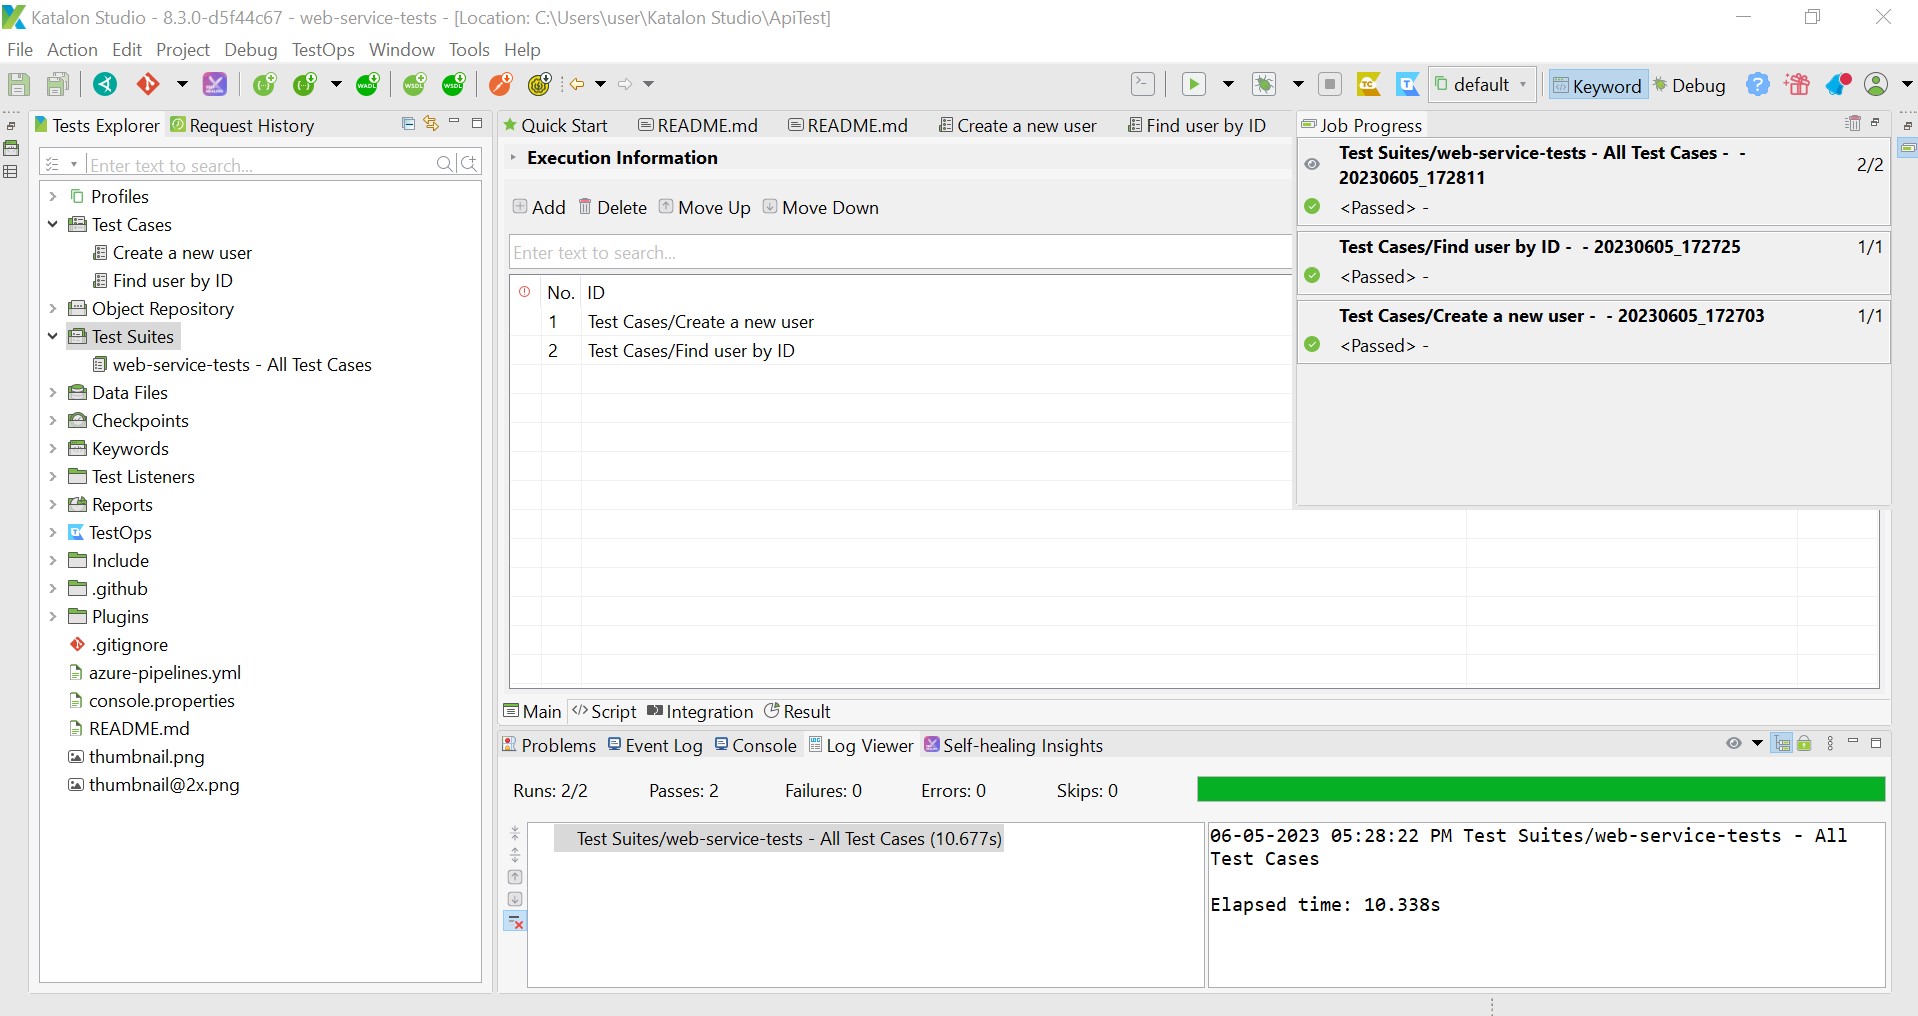 Katalon Studio - 8.3.0-d5f44c67 - web-service-tests - [Location: C:\Users\user\Katalon Studio\ApiTest]
File Action Edit Project Debug TestOps Window Tools Help
default Keyword Debug
Tests Explorer Request History
Enter text to search...
Profiles
Test Cases
Create a new user
Find user by ID
Object Repository
Test Suites
web-service-tests - All Test Cases
Data Files
Checkpoints
Keywords
Test Listeners
Reports
TestOps
Include
.github
Plugins
.gitignore
azure-pipelines.yml
console.properties
README.md
thumbnail.png
thumbnail@2x.png
Quick Start README.md README.md Create a new user Find user by ID
Execution Information
Add Delete Move Up Move Down
Enter text to search...
No. ID
1 Test Cases/Create a new user
2 Test Cases/Find user by ID
Job Progress
Test Suites/web-service-tests - All Test Cases - -
20230605_172811 2/2
<Passed> -
Test Cases/Find user by ID - - 20230605_172725 1/1
<Passed> -
Test Cases/Create a new user - - 20230605_172703 1/1
<Passed> -
Main Script Integration Result
Problems Event Log Console Log Viewer Self-healing Insights
Runs: 2/2 Passes: 2 Failures: 0 Errors: 0 Skips: 0
Test Suites/web-service-tests - All Test Cases (10.677s)
06-05-2023 05:28:22 PM Test Suites/web-service-tests - All
Test Cases
Elapsed time: 10.338s